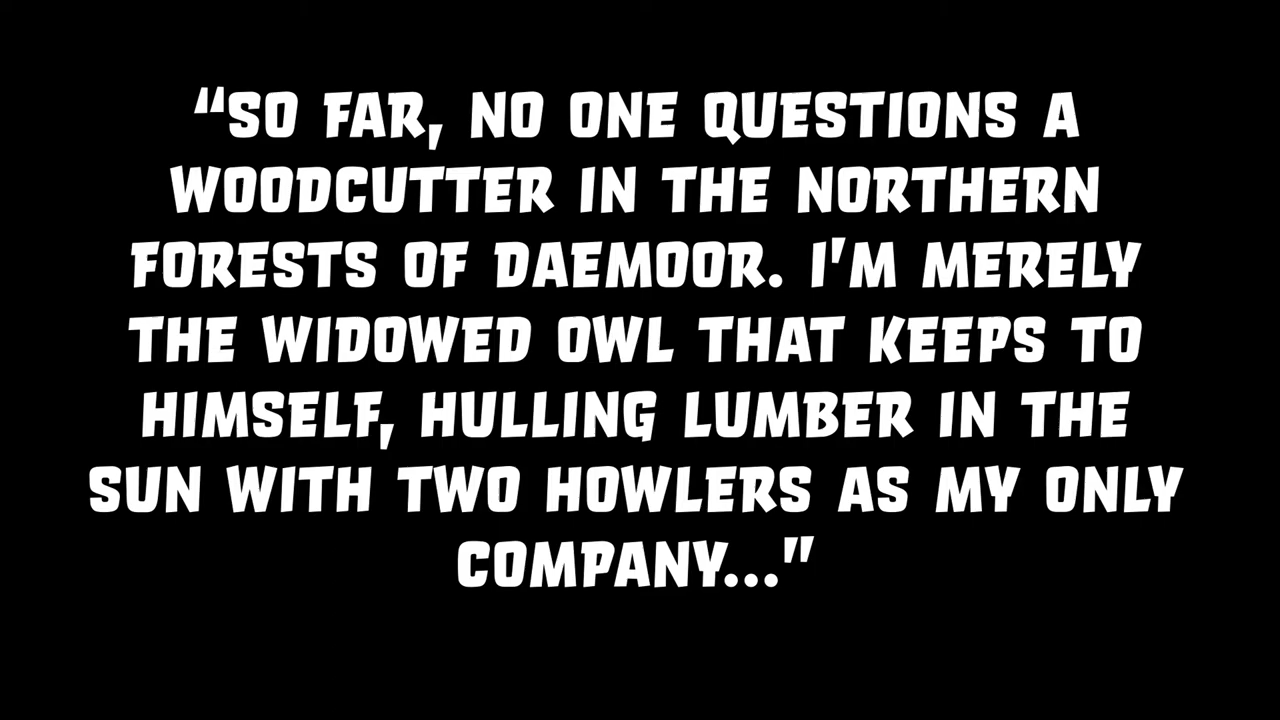 “SO FAR, NO ONE QUESTIONS A
WOODCUTTER IN THE NORTHERN
FORESTS OF DAEMOOR. I'M MERELY
THE WIDOWED OWL THAT KEEPS TO
HIMSELF, HULLING LUMBER IN THE
SUN WITH TWO HOWLERS AS MY ONLY
COMPANY..."